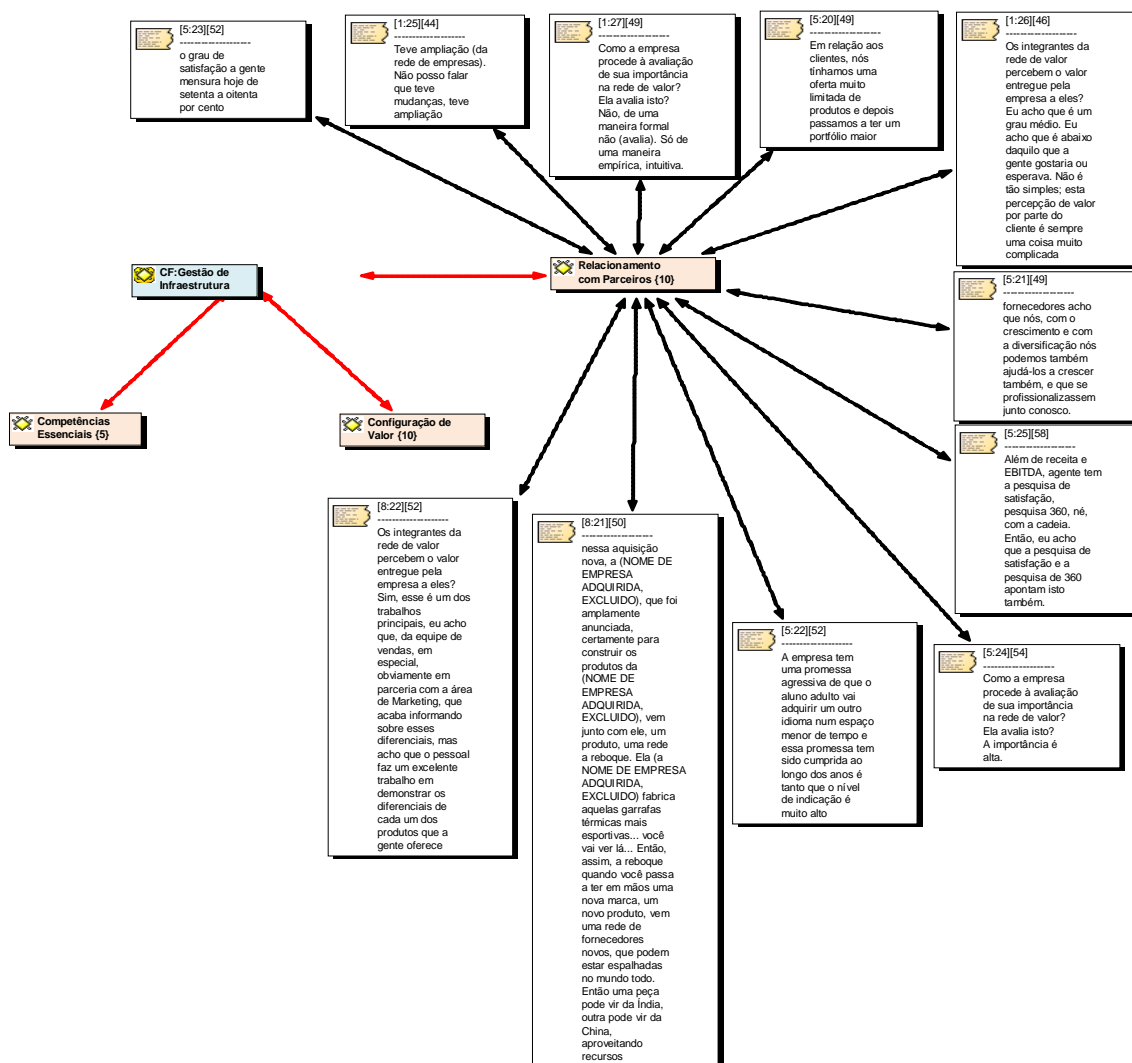 [5:23][52]
--------------------
o grau de
satisfação a gente
mensura hoje de
setenta a oitenta
por cento
[1:25][44]
--------------------
Teve ampliação (da
rede de empresas).
Não posso falar
que teve
mudanças, teve
ampliação
[1:27][49]
--------------------
Como a empresa
procede à avaliação
de sua importância
na rede de valor?
Ela avalia isto?
Não, de uma
maneira formal
não (avalia). Só de
uma maneira
empírica, intuitiva.
[5:20][49]
--------------------
Em relação aos
clientes, nós
tínhamos uma
oferta muito
limitada de
produtos e depois
passamos a ter um
portfólio maior
[1:26][46]
--------------------
Os integrantes da
rede de valor
percebem o valor
entregue pela
empresa a eles?
Eu acho que é um
grau médio. Eu
acho que é abaixo
daquilo que a
gente gostaria ou
esperava. Não é
tão simples; esta
percepção de valor
por parte do
cliente é sempre
uma coisa muito
complicada
CF:Gestão de
Infraestrutura
Relacionamento
com Parceiros {10}
[5:21][49]
--------------------
fornecedores acho
que nós, com o
crescimento e com
a diversificação nós
podemos também
ajudá-los a crescer
também, e que se
profissionalizassem
junto conosco.
Competências
Essenciais {5}
Configuração de
Valor {10}
[5:25][58]
--------------------
Além de receita e
EBITDA, agente tem
a pesquisa de
satisfação,
pesquisa 360, né,
com a cadeia.
Então, eu acho
que a pesquisa de
satisfação e a
pesquisa de 360
apontam isto
também.
[8:22][52]
--------------------
Os integrantes da
rede de valor
percebem o valor
entregue pela
empresa a eles?
Sim, esse é um dos
trabalhos
principais, eu acho
que, da equipe de
vendas, em
especial,
obviamente em
parceria com a área
de Marketing, que
acaba informando
sobre esses
diferenciais, mas
acho que o pessoal
faz um excelente
trabalho em
demonstrar os
diferenciais de
cada um dos
produtos que a
gente oferece
[8:21][50]
--------------------
nessa aquisição
nova, a (NOME DE
EMPRESA
ADQUIRIDA,
EXCLUIDO), que foi
amplamente
anunciada,
certamente para
construir os
produtos da
(NOME DE
EMPRESA
ADQUIRIDA,
EXCLUIDO), vem
junto com ele, um
produto, uma rede
a reboque. Ela (a
NOME DE EMPRESA
ADQUIRIDA,
EXCLUIDO) fabrica
aquelas garrafas
térmicas mais
esportivas... você
vai ver lá... Então,
assim, a reboque
quando você passa
a ter em mãos uma
nova marca, um
novo produto, vem
uma rede de
fornecedores
novos, que podem
estar espalhadas
no mundo todo.
Então uma peça
pode vir da Índia,
outra pode vir da
China,
aproveitando
recursos
[5:22][52]
--------------------
A empresa tem
uma promessa
agressiva de que o
aluno adulto vai
adquirir um outro
idioma num espaço
menor de tempo e
essa promessa tem
sido cumprida ao
longo dos anos é
tanto que o nível
de indicação é
muito alto
[5:24][54]
--------------------
Como a empresa
procede à avaliação
de sua importância
na rede de valor?
Ela avalia isto?
A importância é
alta.